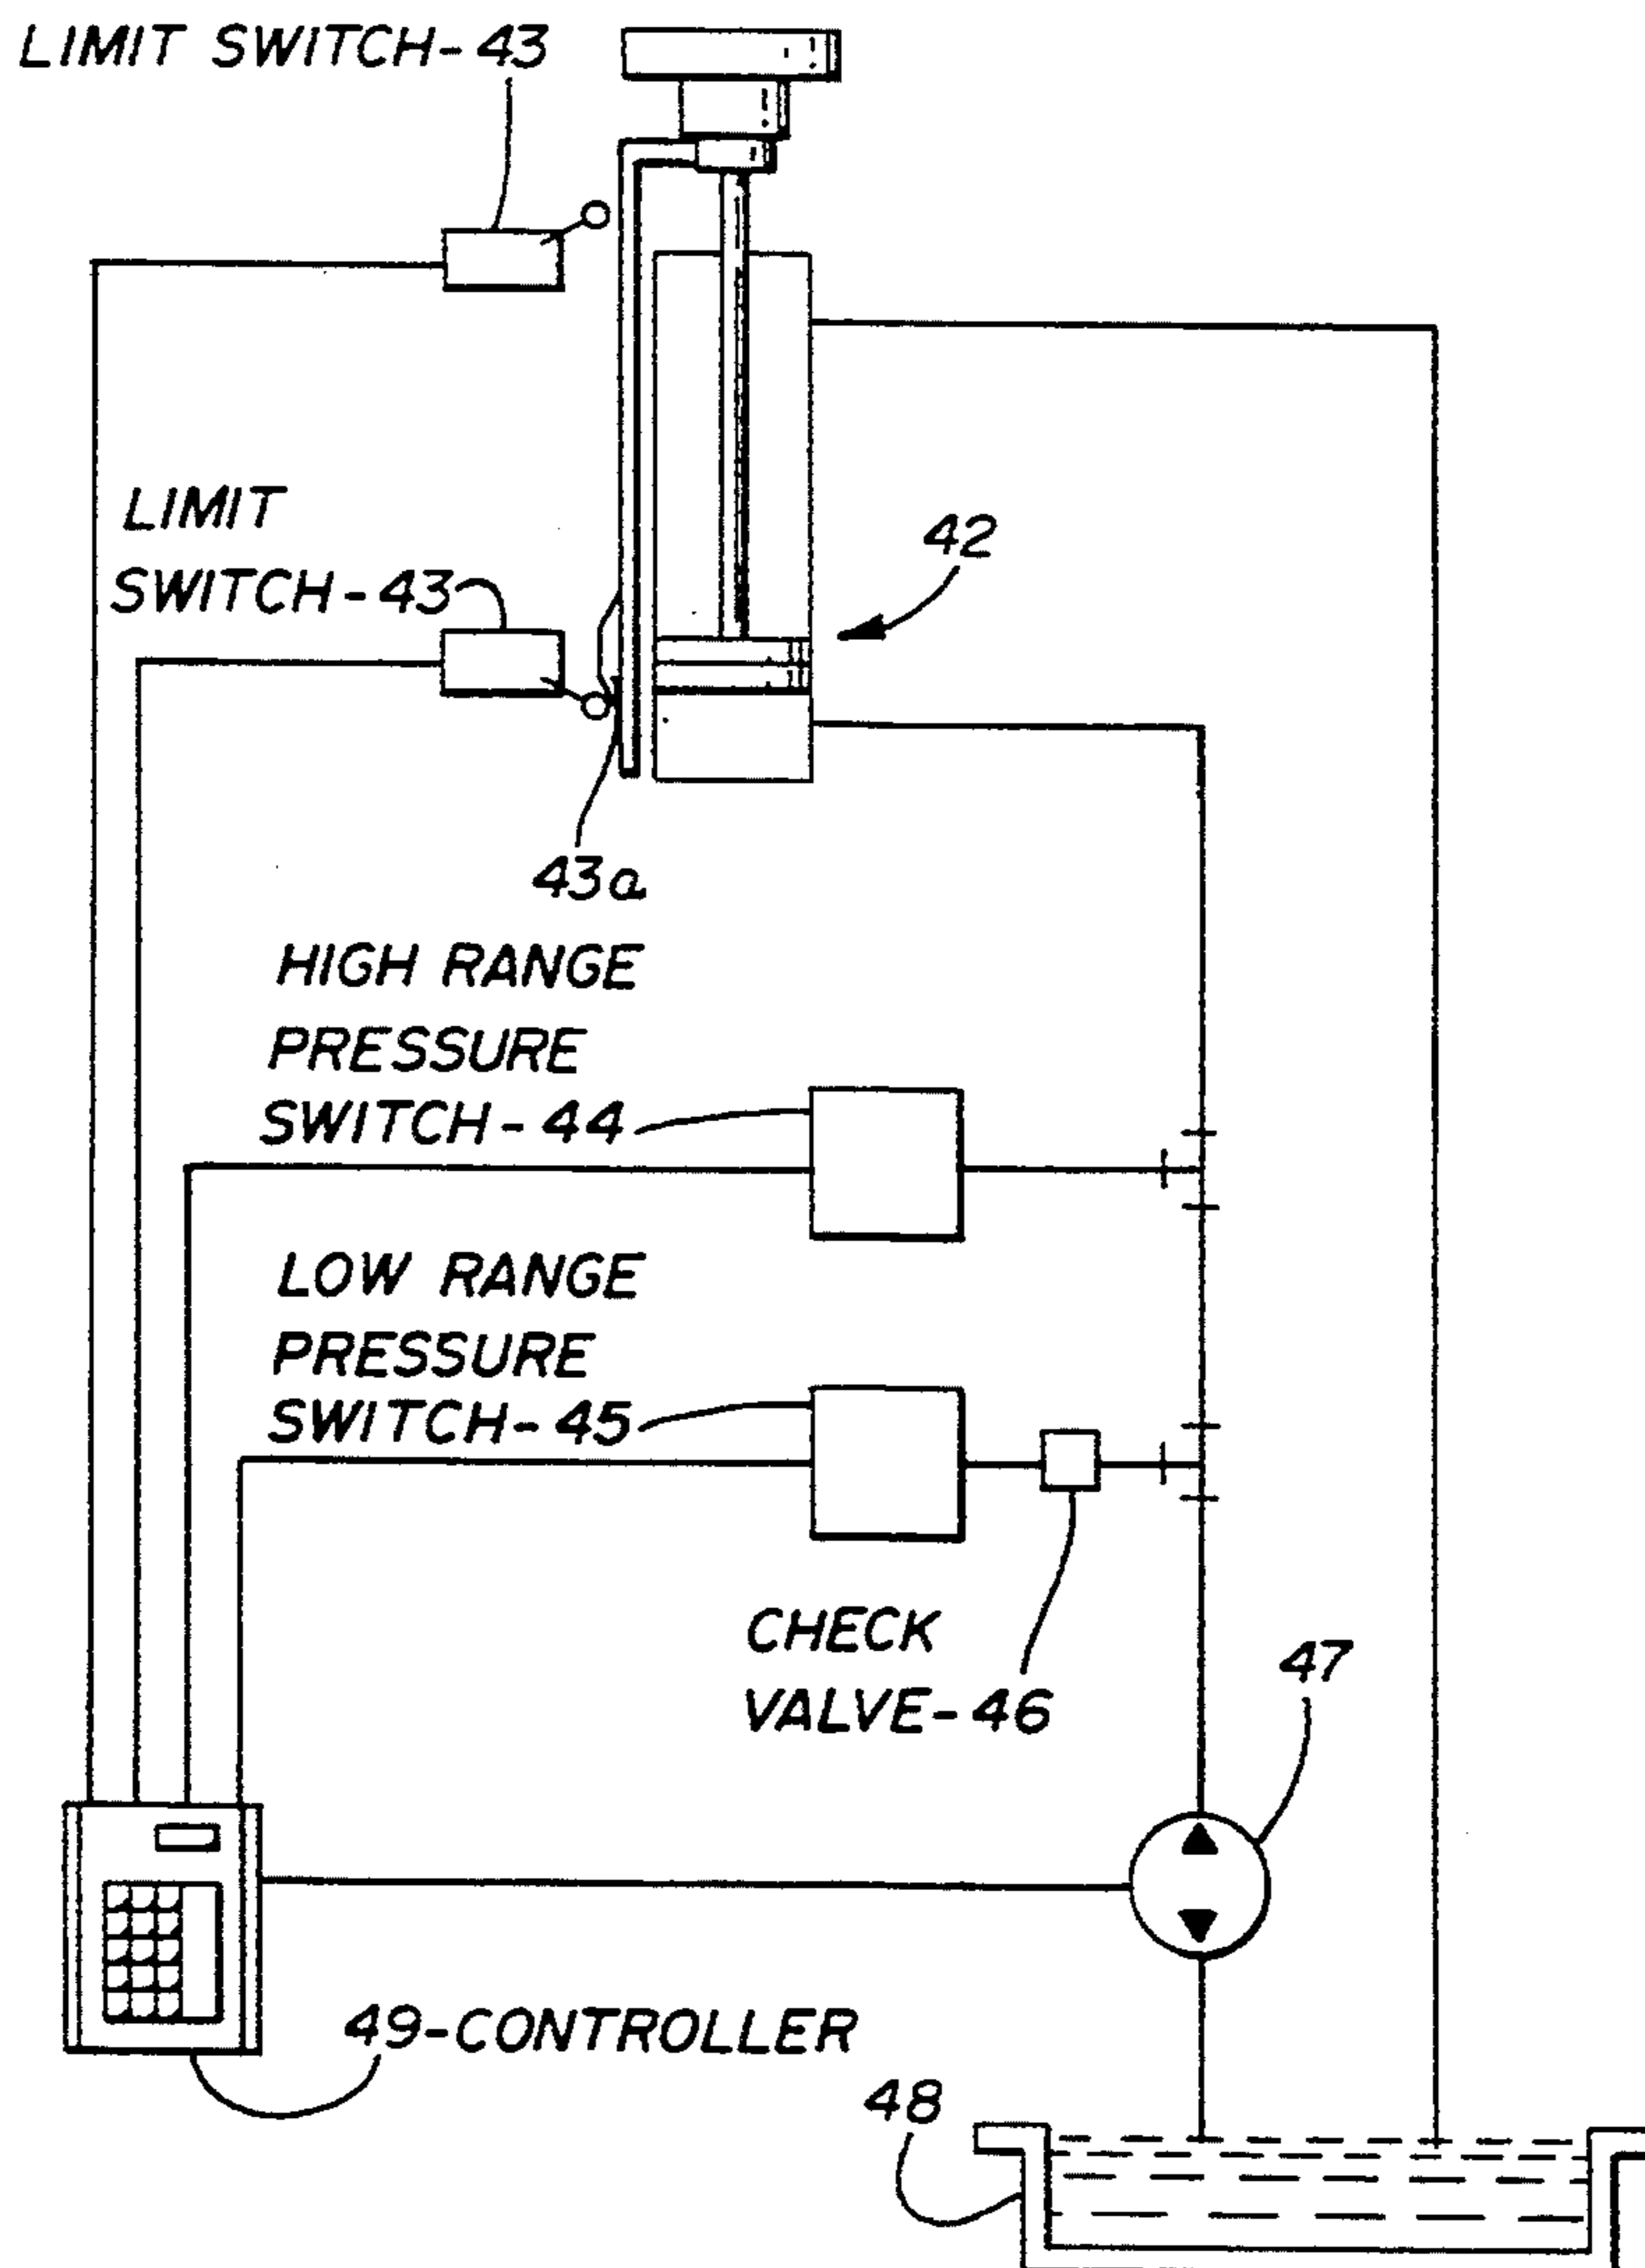 LIMIT SWITCH-43
LIMIT
SWITCH-43
42
43a
HIGH RANGE
PRESSURE
SWITCH-44
LOW RANGE
PRESSURE
SWITCH-45
CHECK
VALVE-46
47
49-CONTROLLER
48